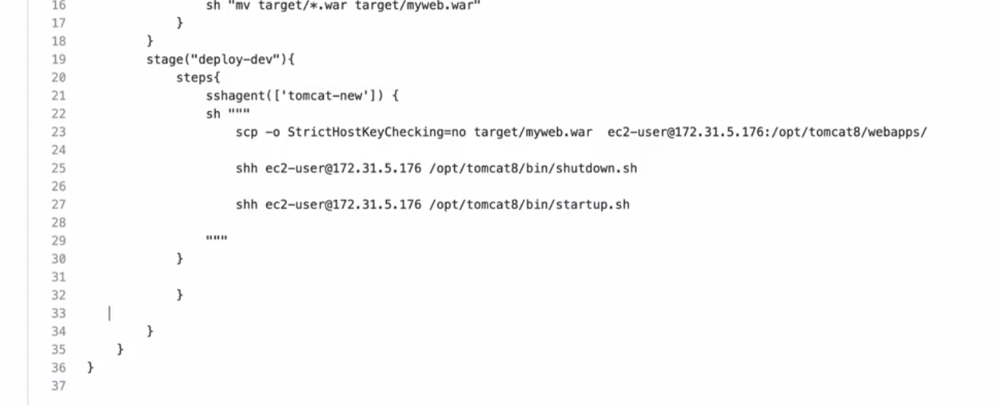 16 sh "mv target/*.war target/myweb.war"
17 }
18 }
19 stage("deploy-dev"){
20 steps{
21 sshagent(['tomcat-new']) {
22 sh """
23 scp -o StrictHostKeyChecking=no target/myweb.war  ec2-user@172.31.5.176:/opt/tomcat8/webapps/
24
25 shh ec2-user@172.31.5.176 /opt/tomcat8/bin/shutdown.sh
26
27 shh ec2-user@172.31.5.176 /opt/tomcat8/bin/startup.sh
28
29 """
30 }
31
32 }
33
34 }
35 }
36 }
37